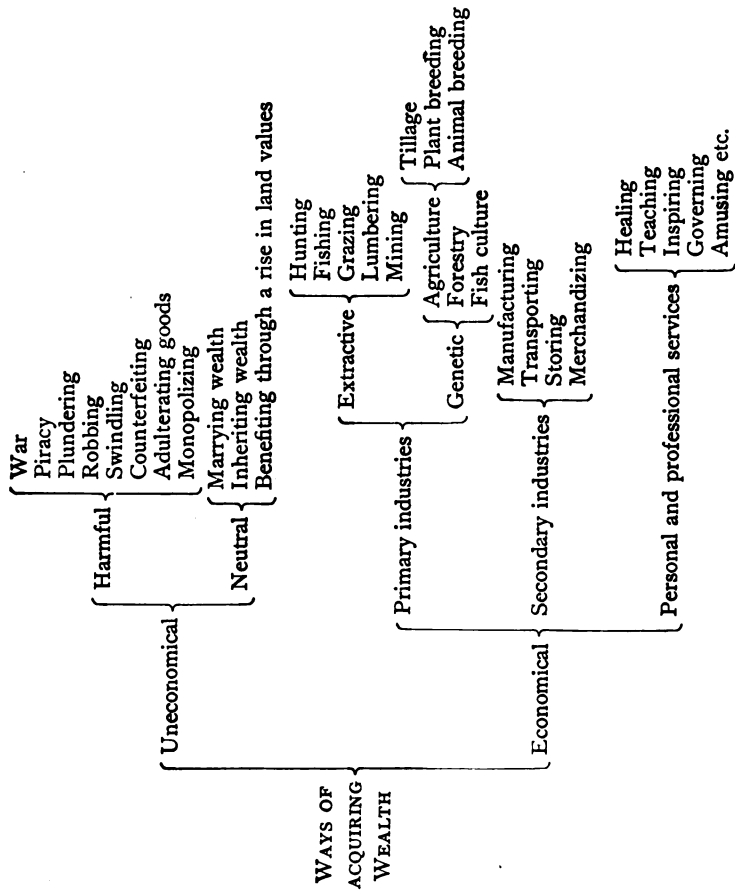 WAYS OF
ACQUIRING
WEALTH
Uneconomical
Harmful
War
Piracy
Plundering
Robbing
Swindling
Counterfeiting
Adulterating goods
Monopolizing
Neutral
Marrying wealth
Inheriting wealth
Benefiting through a rise in land values
Economical
Primary industries
Extractive
Hunting
Fishing
Grazing
Lumbering
Mining
Genetic
Agriculture
Tillage
Plant breeding
Animal breeding
Forestry
Fish culture
Secondary industries
Manufacturing
Transporting
Storing
Merchandizing
Personal and professional services
Healing
Teaching
Inspiring
Governing
Amusing etc.